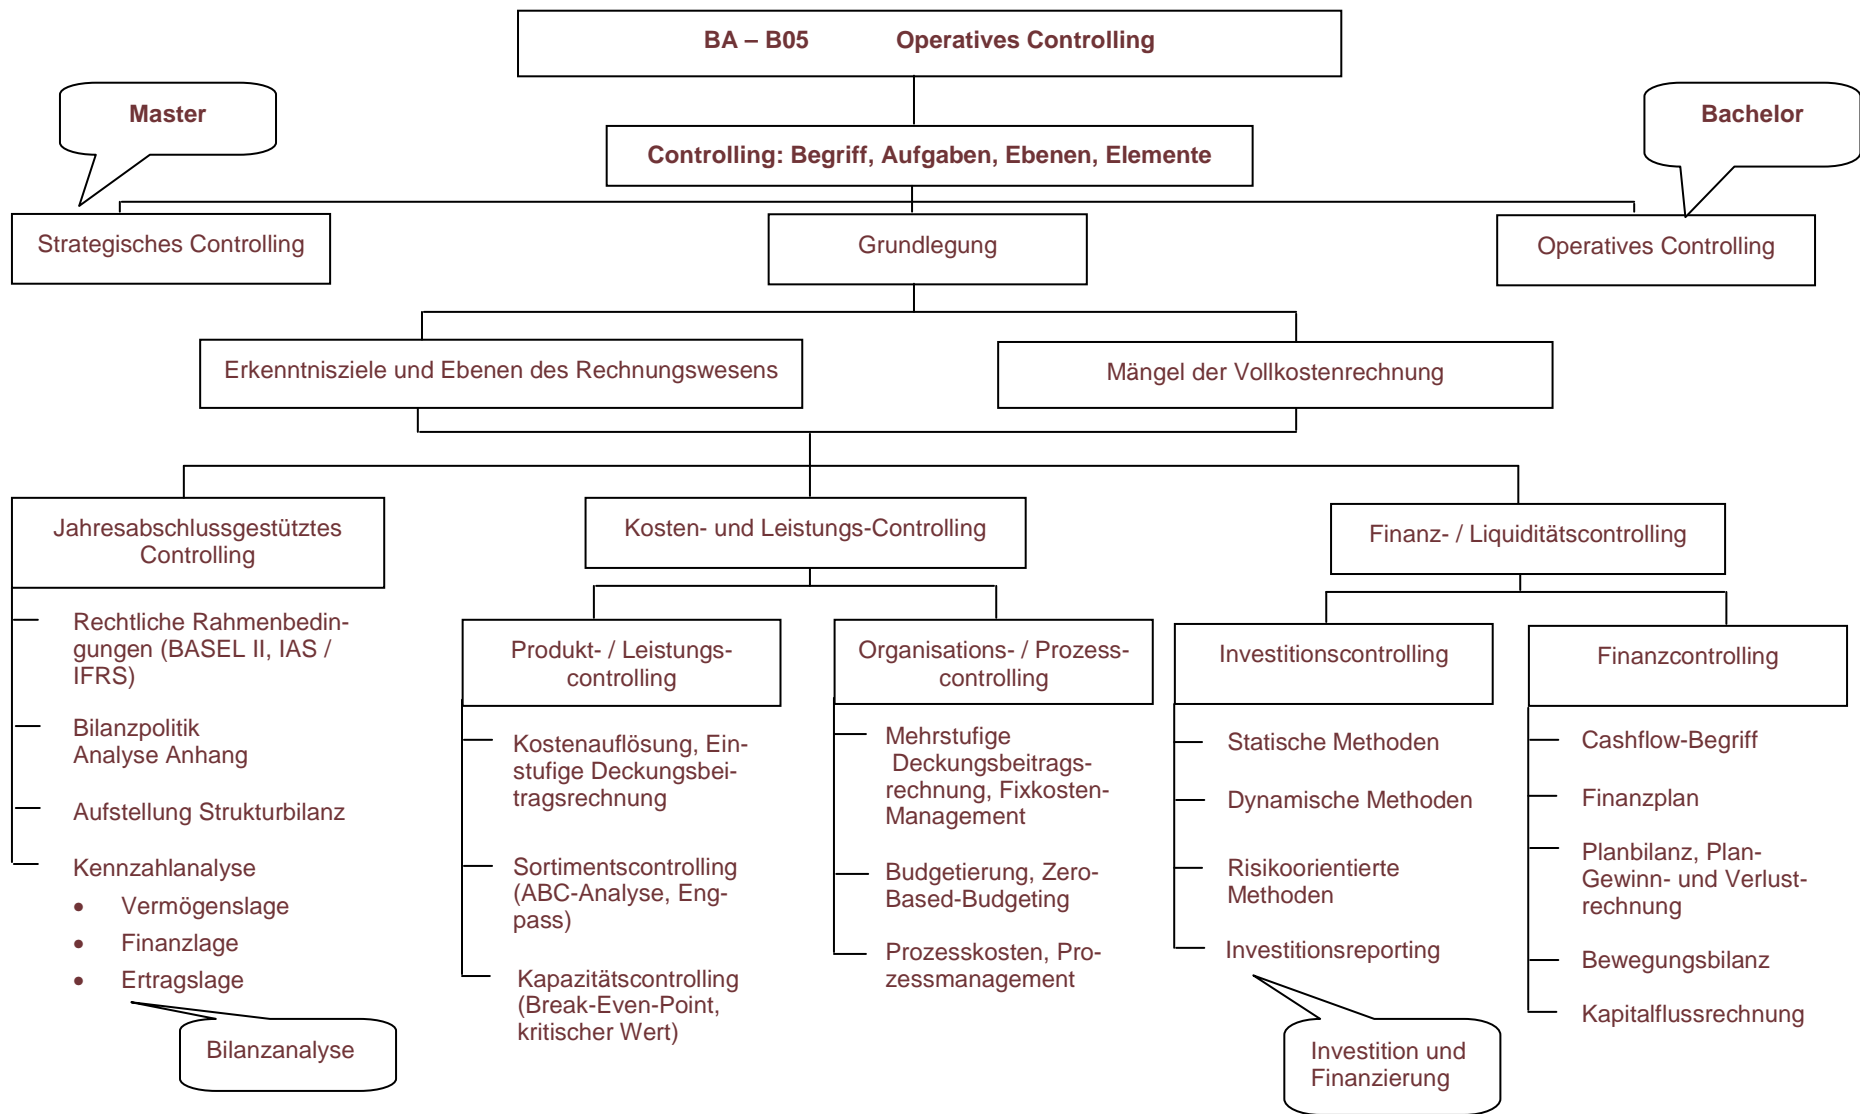 BA – B05 Operatives Controlling
Master
Bachelor
Controlling: Begriff, Aufgaben, Ebenen, Elemente
Strategisches Controlling
Grundlegung
Operatives Controlling
Erkenntnisziele und Ebenen des Rechnungswesens
Mängel der Vollkostenrechnung
Jahresabschlussgestütztes
Controlling
Kosten- und Leistungs-Controlling
Finanz- / Liquiditätscontrolling
Rechtliche Rahmenbedin-
gungen (BASEL II, IAS /
IFRS)
Bilanzpolitik
Analyse Anhang
Aufstellung Strukturbilanz
Kennzahlanalyse
• Vermögenslage
• Finanzlage
• Ertragslage
Bilanzanalyse
Produkt- / Leistungs-
controlling
Kostenauflösung, Ein-
stufige Deckungsbei-
tragsrechnung
Sortimentscontrolling
(ABC-Analyse, Eng-
pass)
Kapazitätscontrolling
(Break-Even-Point,
kritischer Wert)
Organisations- / Prozess-
controlling
Mehrstufige
Deckungsbeitrags-
rechnung, Fixkosten-
Management
Budgetierung, Zero-
Based-Budgeting
Prozesskosten, Pro-
zessmanagement
Investitionscontrolling
Statische Methoden
Dynamische Methoden
Risikoorientierte
Methoden
Investitionsreporting
Investition und
Finanzierung
Finanzcontrolling
Cashflow-Begriff
Finanzplan
Planbilanz, Plan-
Gewinn- und Verlust-
rechnung
Bewegungsbilanz
Kapitalflussrechnung